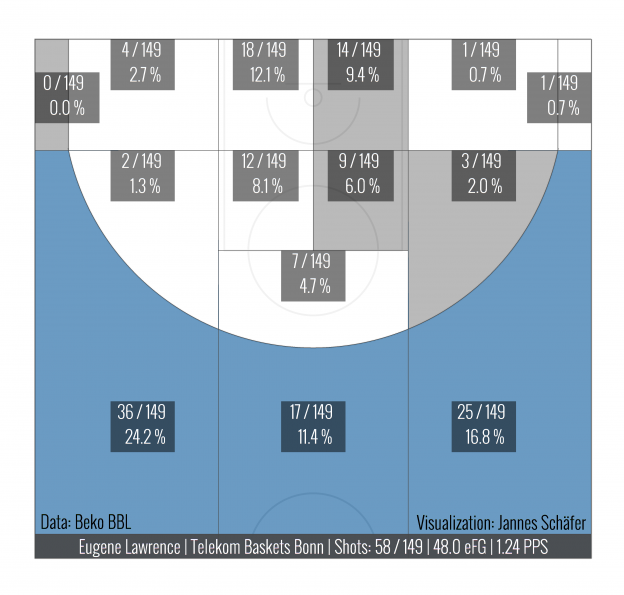 4 / 149
2.7 %
18 / 149
12.1 %
14 / 149
9.4 %
1 / 149
0.7 %
0 / 149
0.0 %
1 / 149
0.7 %
2 / 149
1.3 %
12 / 149
8.1 %
9 / 149
6.0 %
3 / 149
2.0 %
7 / 149
4.7 %
36 / 149
24.2 %
17 / 149
11.4 %
25 / 149
16.8 %
Data: Beko BBL
Visualization: Jannes Schäfer
Eugene Lawrence | Telekom Baskets Bonn | Shots: 58 / 149 | 48.0 eFG | 1.24 PPS